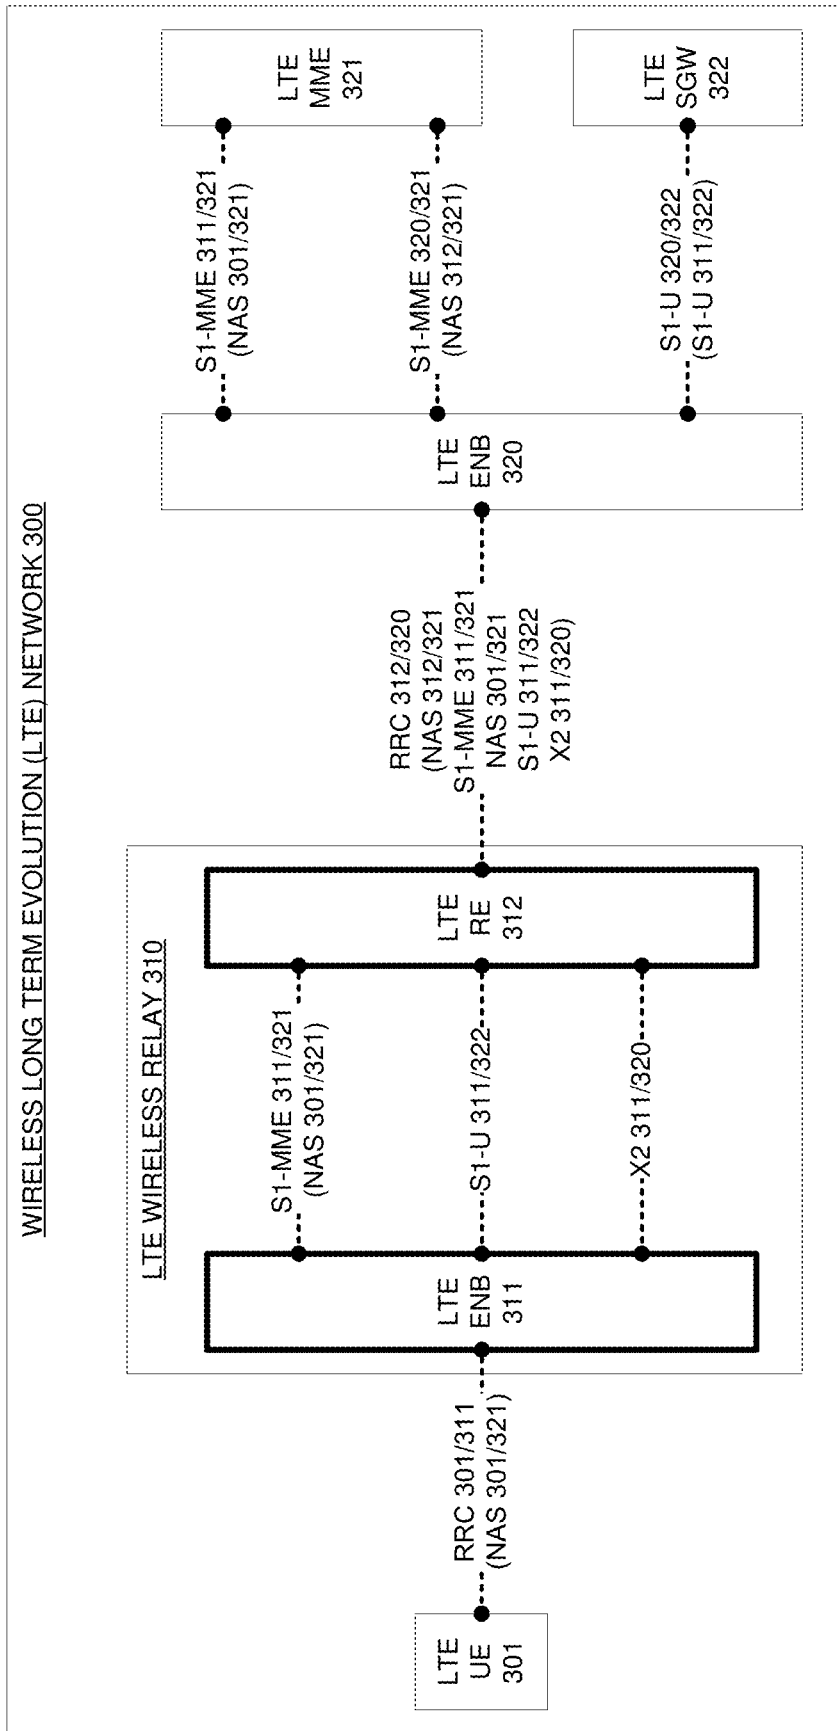 WIRELESS LONG TERM EVOLUTION (LTE) NETWORK 300
LTE WIRELESS RELAY 310
LTE
UE
301
RRC 301/311
(NAS 301/321)
LTE
ENB
311
S1-MME 311/321
(NAS 301/321)
S1-U 311/322
X2 311/320
LTE
RE
312
RRC 312/320
(NAS 312/321
S1-MME 311/321
NAS 301/321
S1-U 311/322
X2 311/320)
LTE
ENB
320
S1-MME 311/321
(NAS 301/321)
S1-MME 320/321
(NAS 312/321)
S1-U 320/322
(S1-U 311/322)
LTE
MME
321
LTE
SGW
322